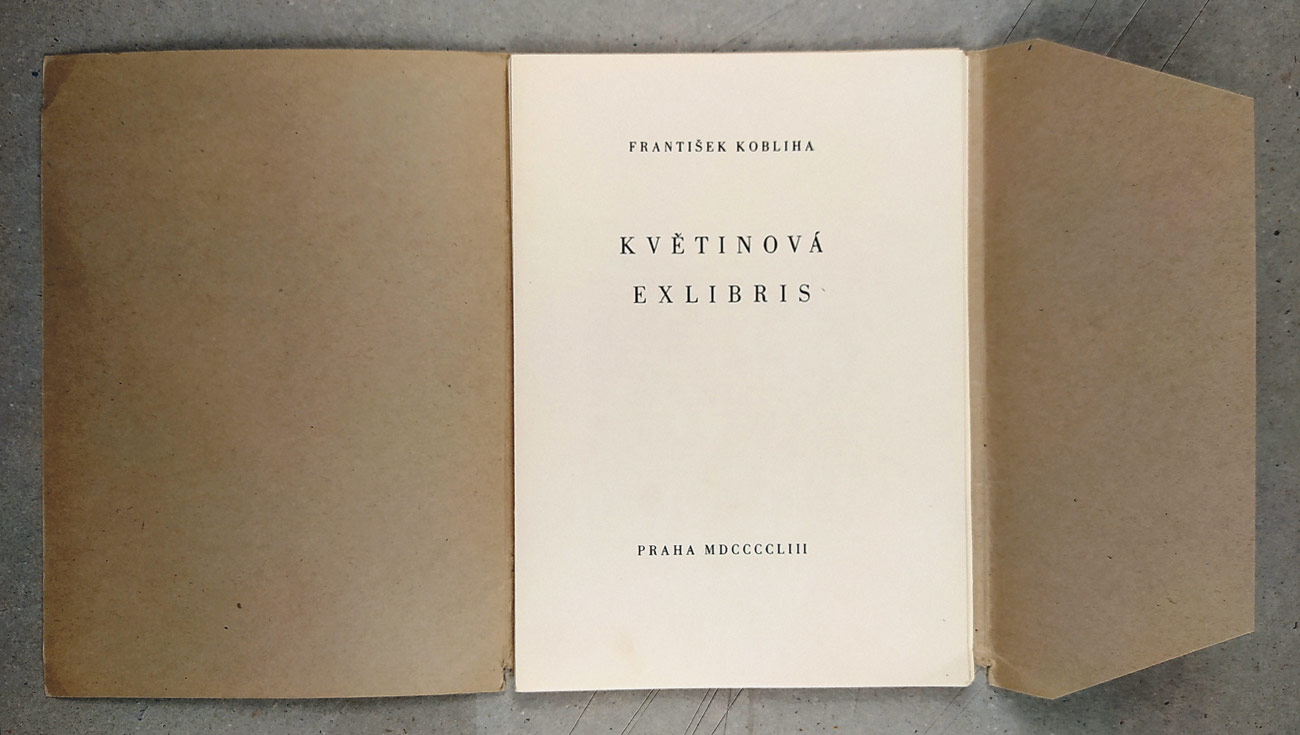 FRANTIŠEK KOBLIHA
KVĚTINOVÁ
EXLIBRIS
PRAHA MDCCCCLIII